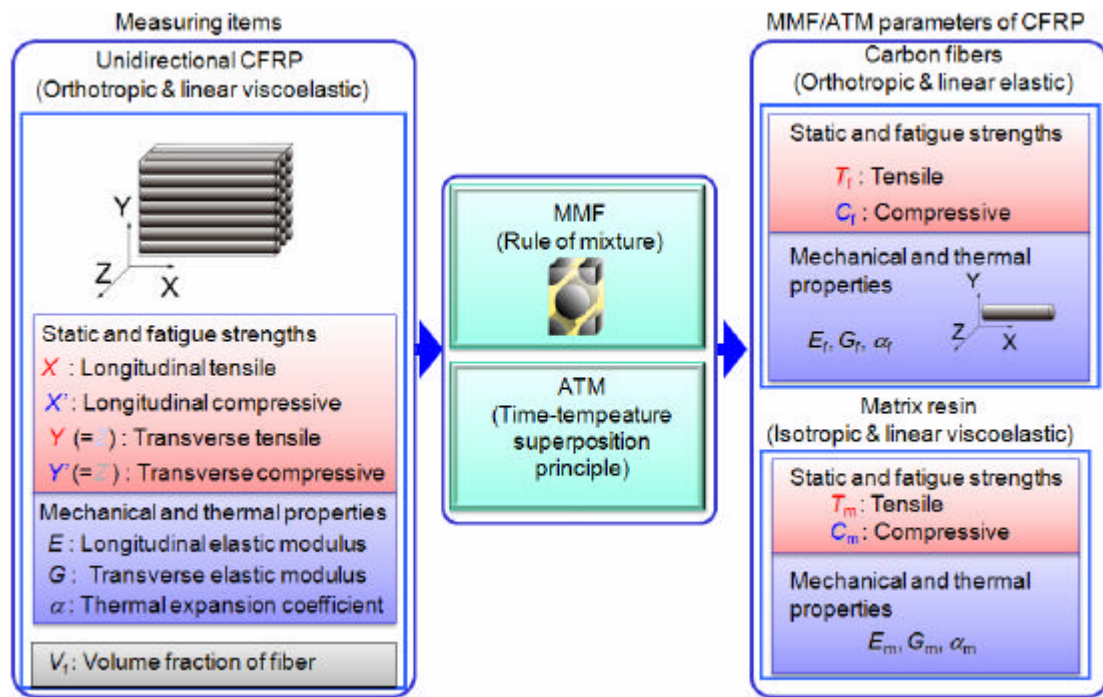 Measuring items
Unidirectional CFRP
(Orthotropic & linear viscoelastic)
Y
Z
X
Static and fatigue strengths
X : Longitudinal tensile
X' : Longitudinal compressive
Y (= Z) : Transverse tensile
Y' (= Z') : Transverse compressive
Mechanical and thermal properties
E : Longitudinal elastic modulus
G : Transverse elastic modulus
α : Thermal expansion coefficient
Vf : Volume fraction of fiber
MMF
(Rule of mixture)
ATM
(Time-tempeature
superposition
principle)
MMF/ATM parameters of CFRP
Carbon fibers
(Orthotropic & linear elastic)
Static and fatigue strengths
Tf : Tensile
Cf : Compressive
Mechanical and thermal
properties
Y
Z
X
Ef, Gf, αf
Matrix resin
(Isotropic & linear viscoelastic)
Static and fatigue strengths
Tm : Tensile
Cm : Compressive
Mechanical and thermal
properties
Em, Gm, αm